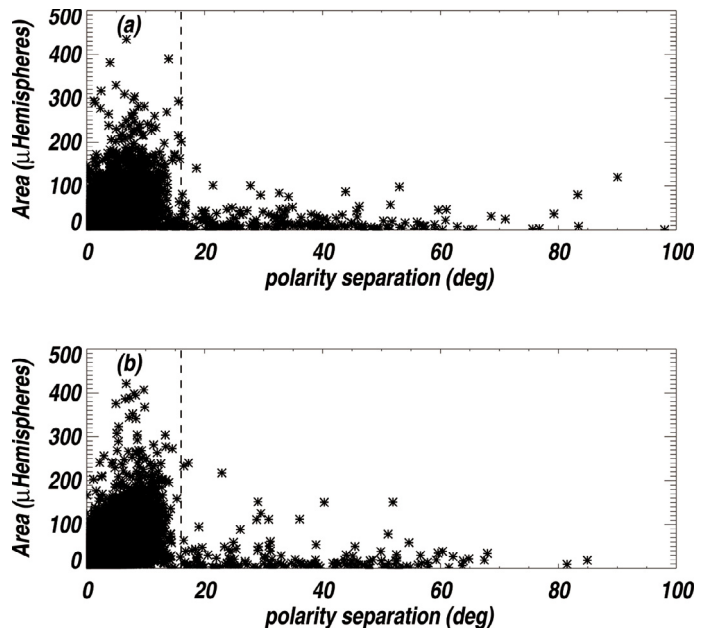 500
(a)
400
300
200
100
0
Area (μHemispheres)
0 20 40 60 80 100
polarity separation (deg)
500
(b)
400
300
200
100
0
Area (μHemispheres)
0 20 40 60 80 100
polarity separation (deg)